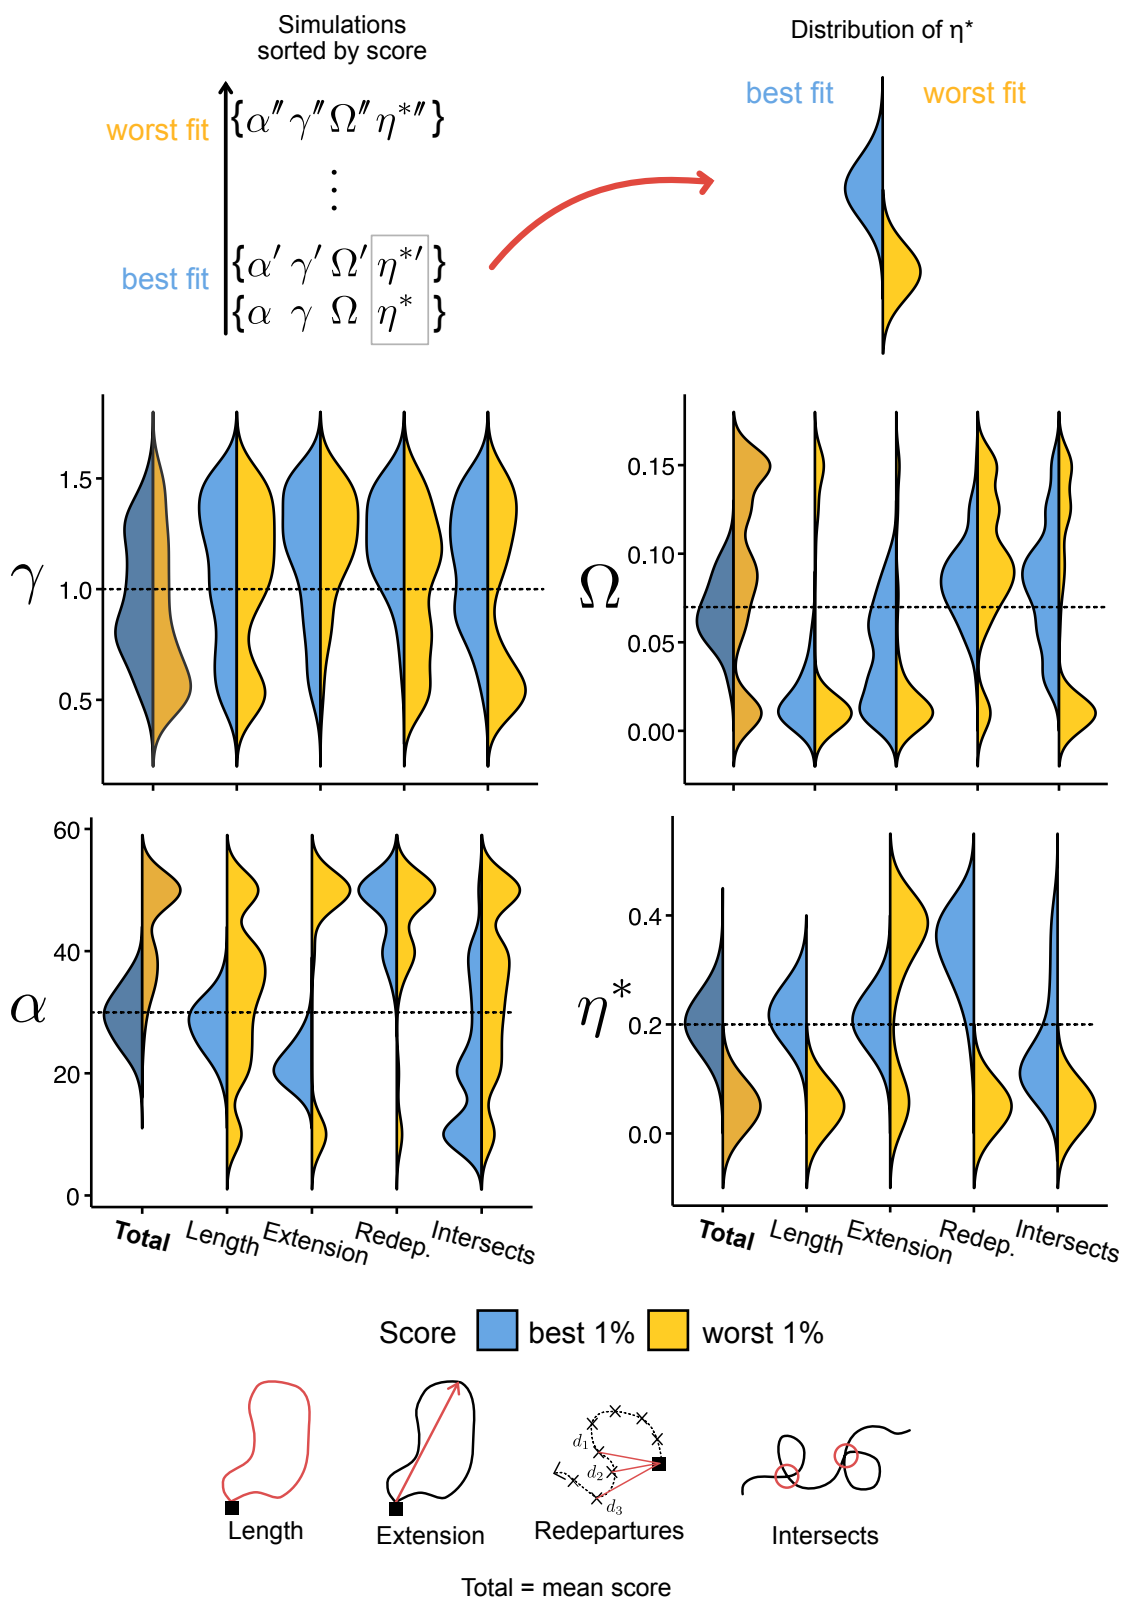 Simulations
sorted by score
Distribution of η*
best fit
worst fit
worst fit
{α″ γ″ Ω″ η*″}
⋮
best fit
{α′ γ′ Ω′ η*′}
{α γ Ω η*}
γ
1.5
1.0
0.5
Ω
0.15
0.10
0.05
0.00
α
60
40
20
0
Total
Length
Extension
Redep.
Intersects
η*
0.4
0.2
0.0
Total
Length
Extension
Redep.
Intersects
Score
best 1%
worst 1%
d₁
d₂
d₃
Length
Extension
Redepartures
Intersects
Total = mean score